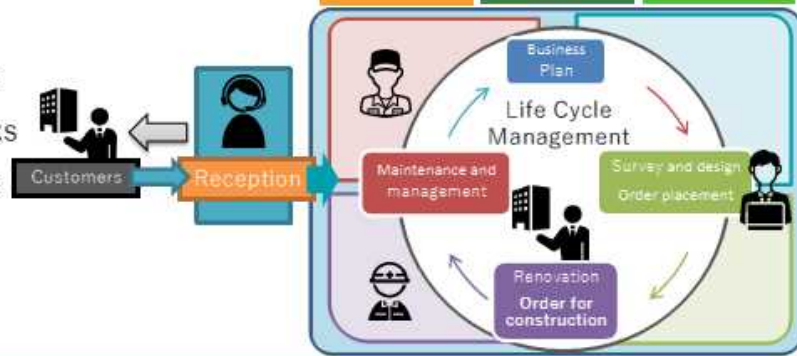 Business
Plan
Life Cycle
Management
Customers
Reception
Maintenance and
management
Survey and design
Order placement
Renovation
Order for
construction